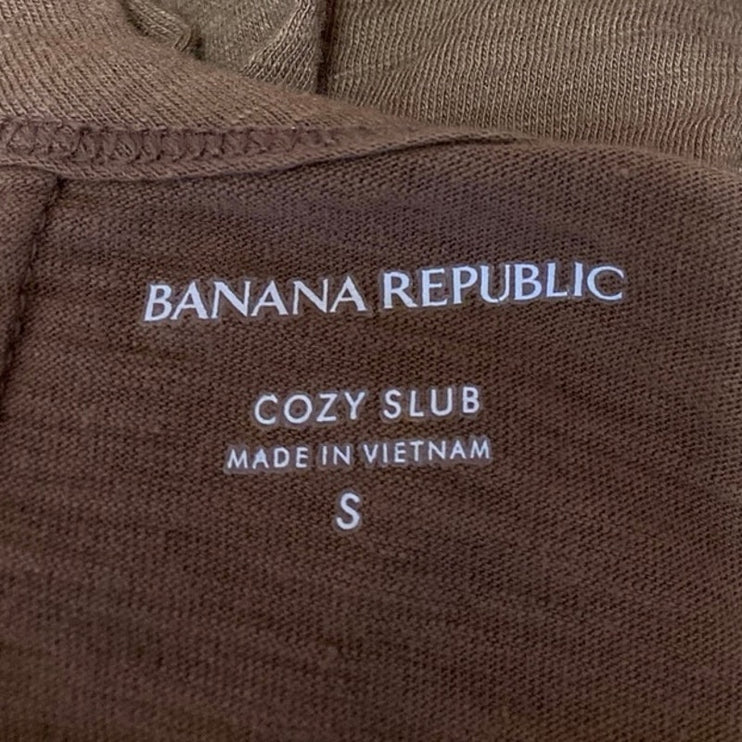 BANANA REPUBLIC
COZY SLUB
MADE IN VIETNAM
S